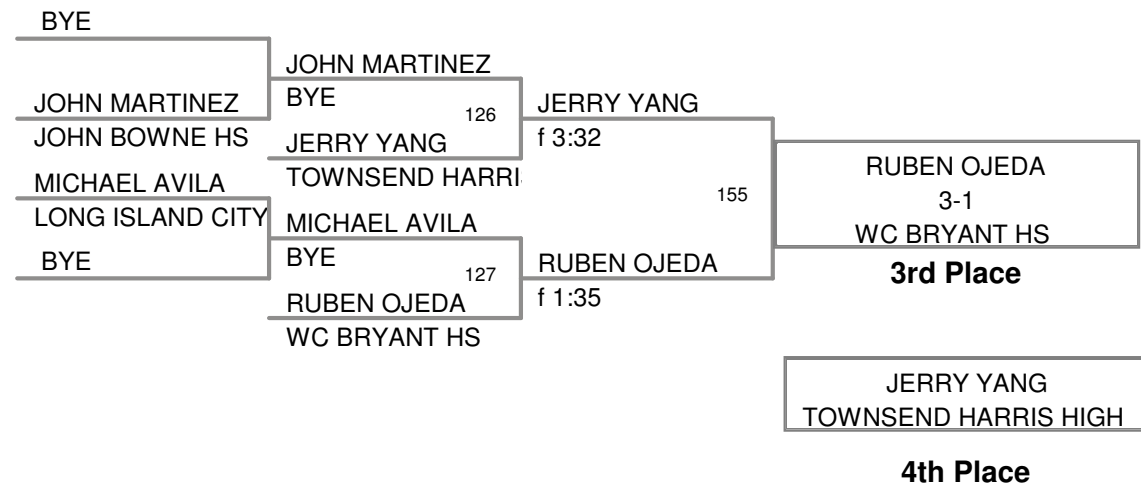 BYE
JOHN MARTINEZ
JOHN BOWNE HS
MICHAEL AVILA
LONG ISLAND CITY
BYE
JOHN MARTINEZ
BYE
126
JERRY YANG
TOWNSEND HARRI
MICHAEL AVILA
BYE
127
RUBEN OJEDA
WC BRYANT HS
JERRY YANG
f 3:32
155
RUBEN OJEDA
f 1:35
RUBEN OJEDA
3-1
WC BRYANT HS
3rd Place
JERRY YANG
TOWNSEND HARRIS HIGH
4th Place